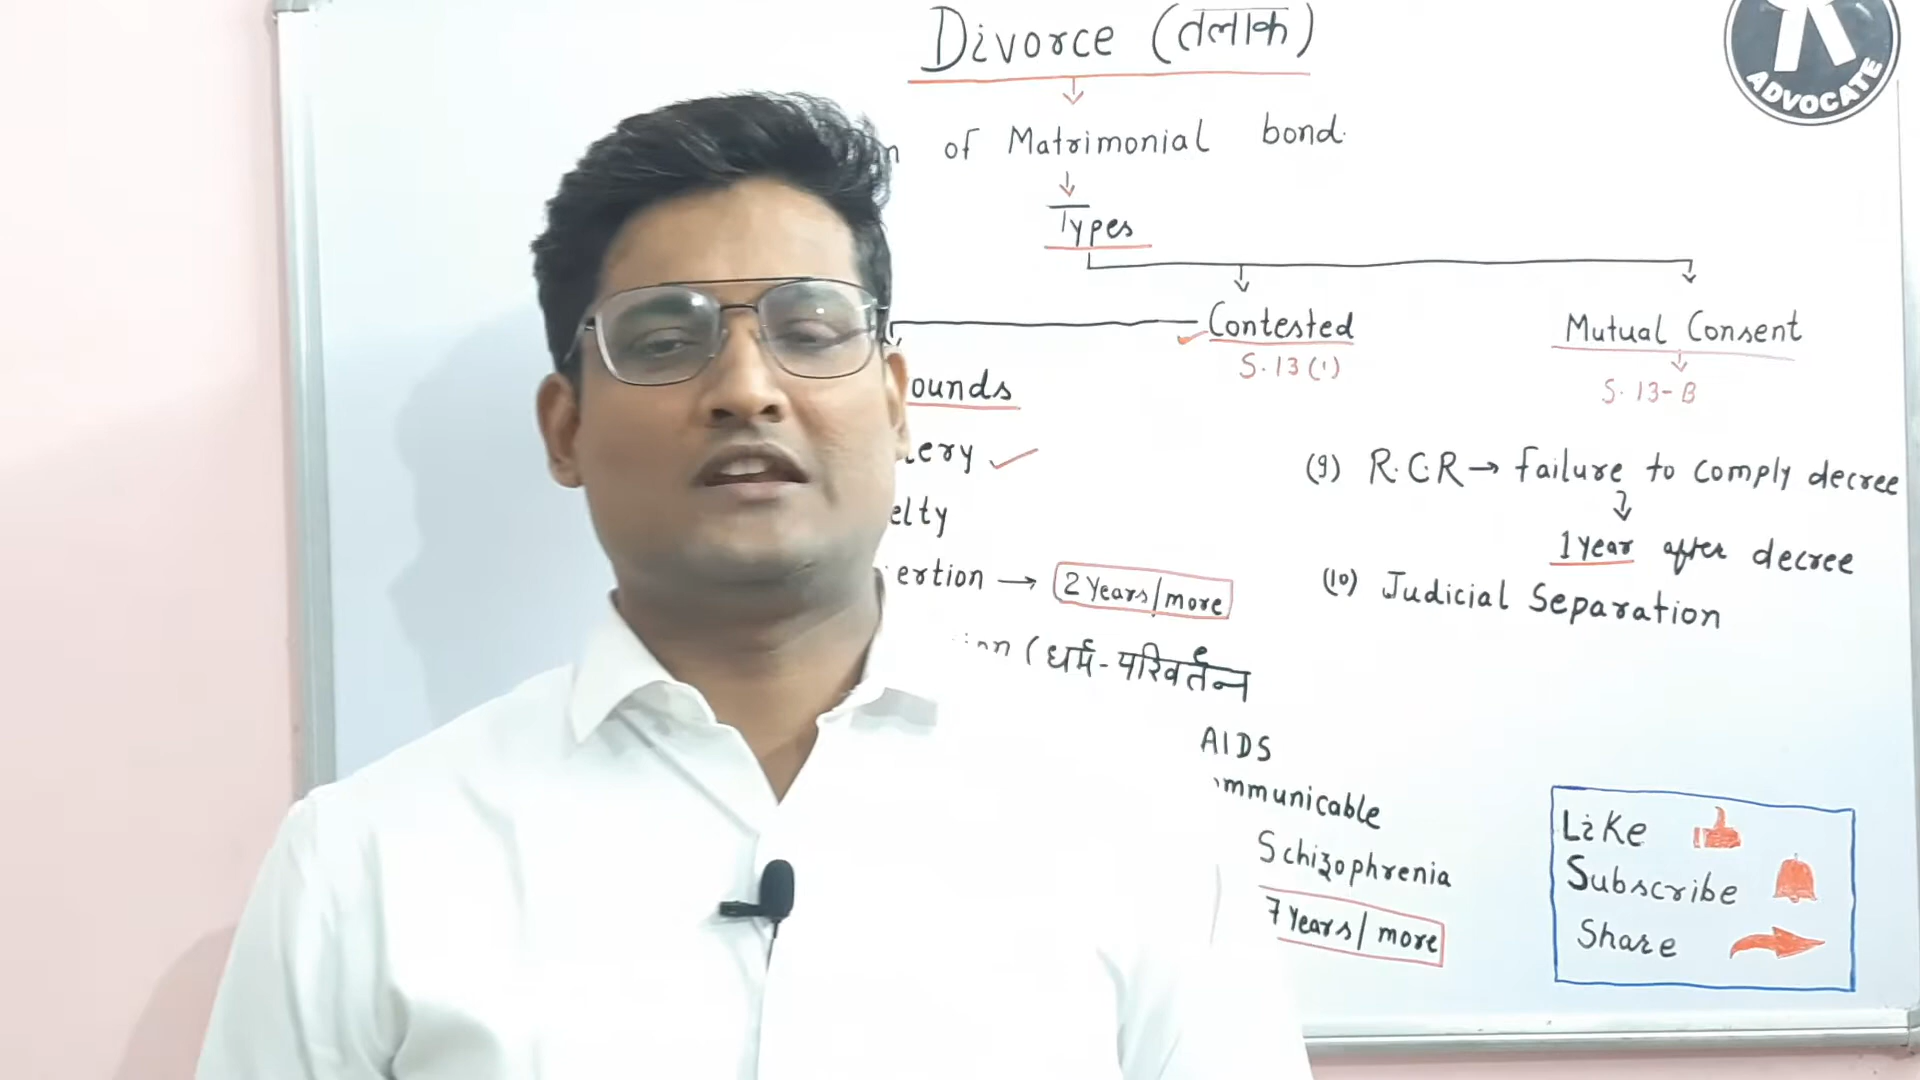 Divorce (तलाक)
of Matrimonial bond.
Types
Contested
S.13(1)
Mutual Consent
S.13-B
ounds
ery
elty
ertion → 2 Years/more
(धर्म-परिवर्तन
AIDS
mmunicable
Schizophrenia
7 Years/more
(9) R.C.R → failure to comply decree
1 Year after decree
(10) Judicial Separation
Like
Subscribe
Share
ADVOCATE